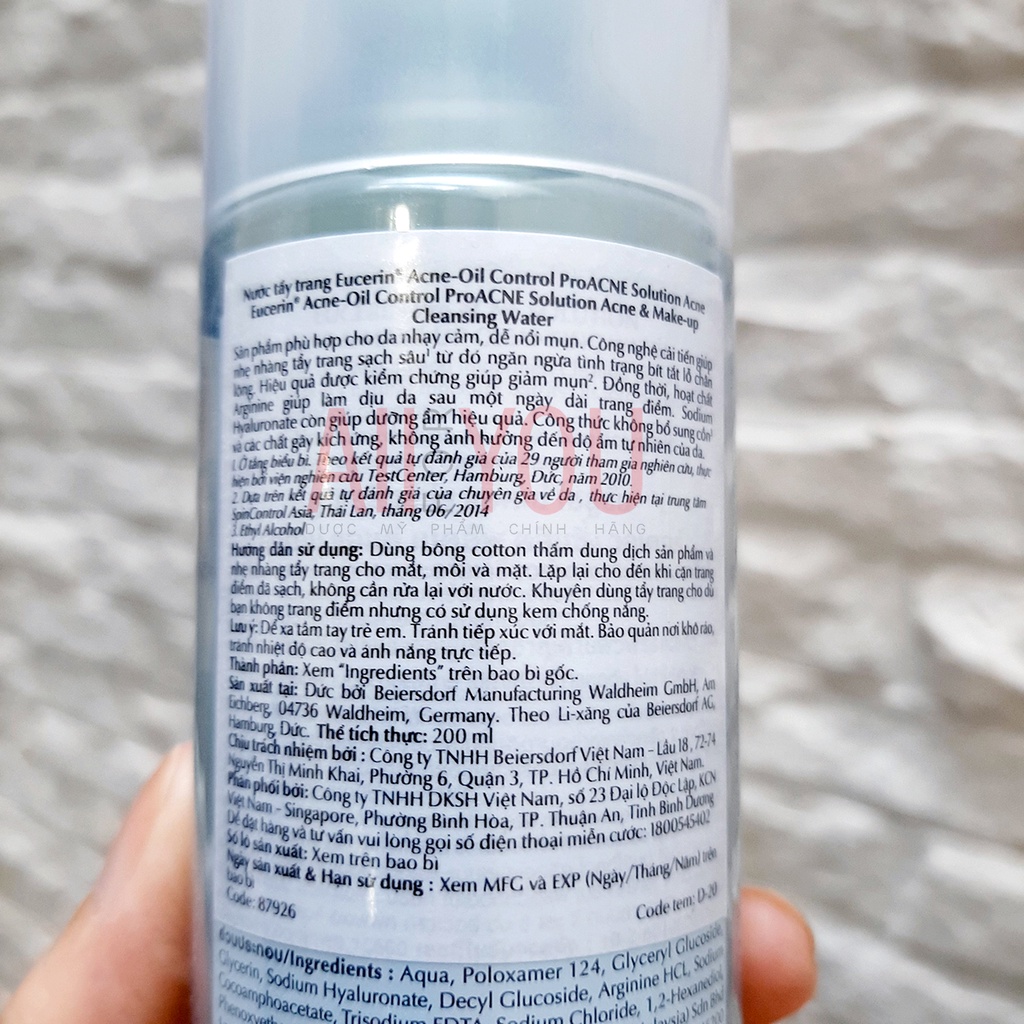 Nước tẩy trang Eucerin® Acne-Oil Control ProACNE Solution Acne
Eucerin® Acne-Oil Control ProACNE Solution Acne & Make-up
Cleansing Water
Sản phẩm phù hợp cho da nhạy cảm, dễ nổi mụn. Công nghệ cải tiến giúp
nhẹ nhàng tẩy trang sạch sâu¹ từ đó ngăn ngừa tình trạng bít tắt lỗ chân
lông. Hiệu quả được kiểm chứng giúp giảm mụn². Đồng thời, hoạt chất
Arginine giúp làm dịu da sau một ngày dài trang điểm. Sodium
Hyaluronate còn giúp dưỡng ẩm hiệu quả. Công thức không bổ sung cồn³
và các chất gây kích ứng, không ảnh hưởng đến độ ẩm tự nhiên của da.
1. Ở tầng biểu bì. Theo kết quả tự đánh giá của 29 người tham gia nghiên cứu, thực
hiện bởi viện nghiên cứu TestCenter, Hamburg, Đức, năm 2010.
2. Dựa trên kết quả tự đánh giá của chuyên gia về da , thực hiện tại trung tâm
SpinControl Asia, Thái Lan, tháng 06/2014
3. Ethyl Alcohol
All YOU
DƯỢC MỸ PHẨM CHÍNH HÃNG
Hướng dẫn sử dụng: Dùng bông cotton thấm dung dịch sản phẩm và
nhẹ nhàng tẩy trang cho mắt, môi và mặt. Lặp lại cho đến khi cặn trang
điểm đã sạch, không cần rửa lại với nước. Khuyên dùng tẩy trang cho dù
bạn không trang điểm nhưng có sử dụng kem chống nắng.
Lưu ý: Để xa tầm tay trẻ em. Tránh tiếp xúc với mắt. Bảo quản nơi khô ráo,
tránh nhiệt độ cao và ánh nắng trực tiếp.
Thành phần: Xem "Ingredients" trên bao bì gốc.
Sản xuất tại: Đức bởi Beiersdorf Manufacturing Waldheim GmbH, Am
Eichberg, 04736 Waldheim, Germany. Theo Li-xăng của Beiersdorf AG,
Hamburg, Đức. Thể tích thực: 200 ml
Chịu trách nhiệm bởi : Công ty TNHH Beiersdorf Việt Nam - Lầu 18, 72-74
Nguyễn Thị Minh Khai, Phường 6, Quận 3, TP. Hồ Chí Minh, Việt Nam.
Phân phối bởi: Công ty TNHH DKSH Việt Nam, số 23 Đại lộ Độc Lập, KCN
Việt Nam - Singapore, Phường Bình Hòa, TP. Thuận An, Tỉnh Bình Dương
Để đặt hàng và tư vấn vui lòng gọi số điện thoại miễn cước: 1800545402
Số lô sản xuất: Xem trên bao bì
Ngày sản xuất & Hạn sử dụng : Xem MFG và EXP (Ngày/Tháng/Năm) trên
bao bì
Code: 87926 Code tem: D-20
ส่วนประกอบ/Ingredients : Aqua, Poloxamer 124, Glyceryl Glucoside,
Glycerin, Sodium Hyaluronate, Decyl Glucoside, Arginine HCL, Sodium
Cocoamphoacetate, Trisodium EDTA, Sodium Chloride, 1,2-Hexanediol,
Sdn Bhd